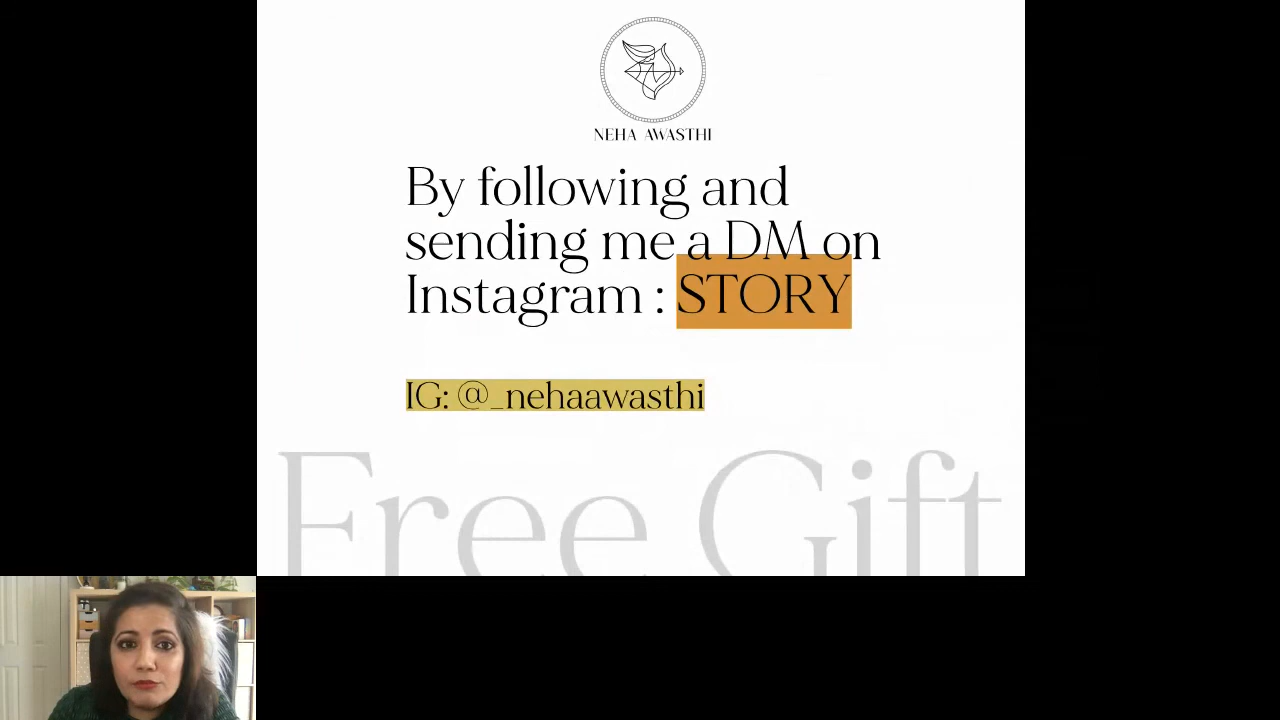 NEHA AWASTHI
By following and
sending me a DM on
Instagram : STORY
IG: @_nehaawasthi
Free Gift